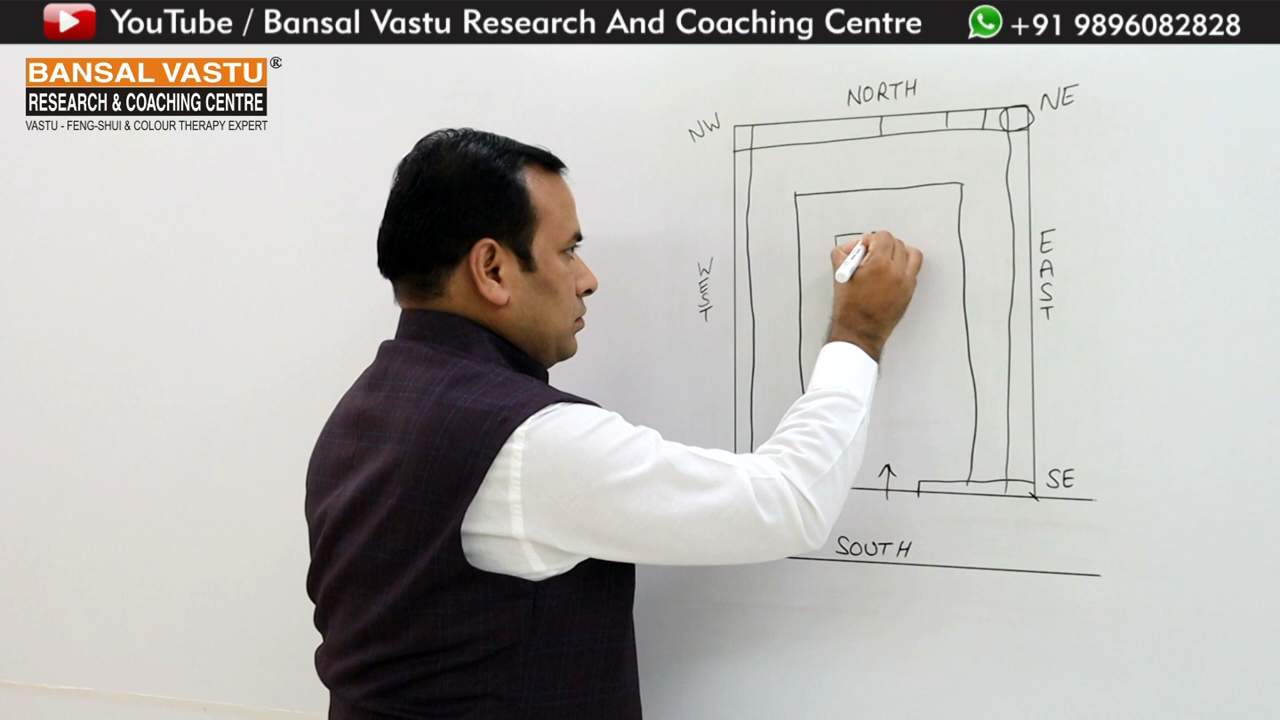 YouTube / Bansal Vastu Research And Coaching Centre
+91 9896082828
BANSAL VASTU®
RESEARCH & COACHING CENTRE
VASTU - FENG-SHUI & COLOUR THERAPY EXPERT
NORTH
NE
NW
WEST
EAST
SE
SOUTH